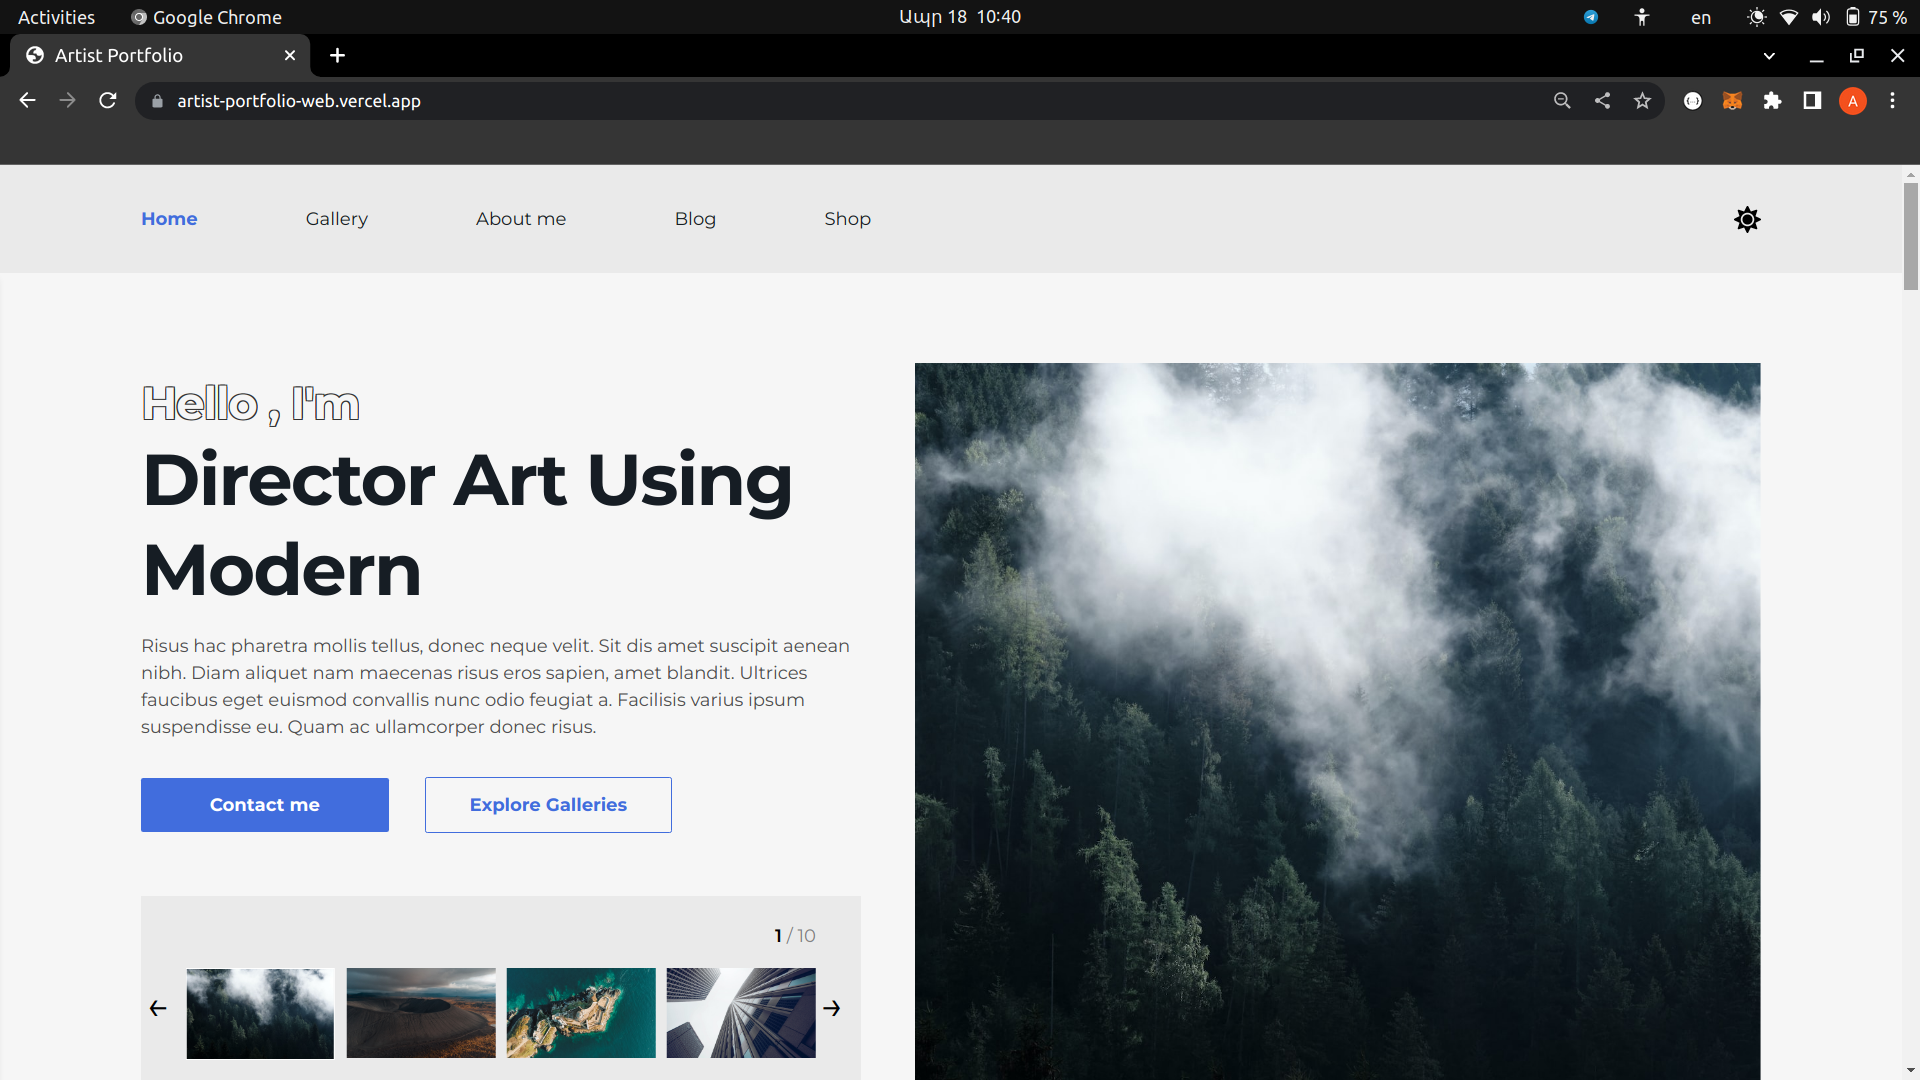 Activities
Google Chrome
Ապր 18 10:40
en
75 %
Artist Portfolio
artist-portfolio-web.vercel.app
A
Home
Gallery
About me
Blog
Shop
Hello , I'm
Director Art Using
Modern
Risus hac pharetra mollis tellus, donec neque velit. Sit dis amet suscipit aenean
nibh. Diam aliquet nam maecenas risus eros sapien, amet blandit. Ultrices
faucibus eget euismod convallis nunc odio feugiat a. Facilisis varius ipsum
suspendisse eu. Quam ac ullamcorper donec risus.
Contact me
Explore Galleries
1 / 10